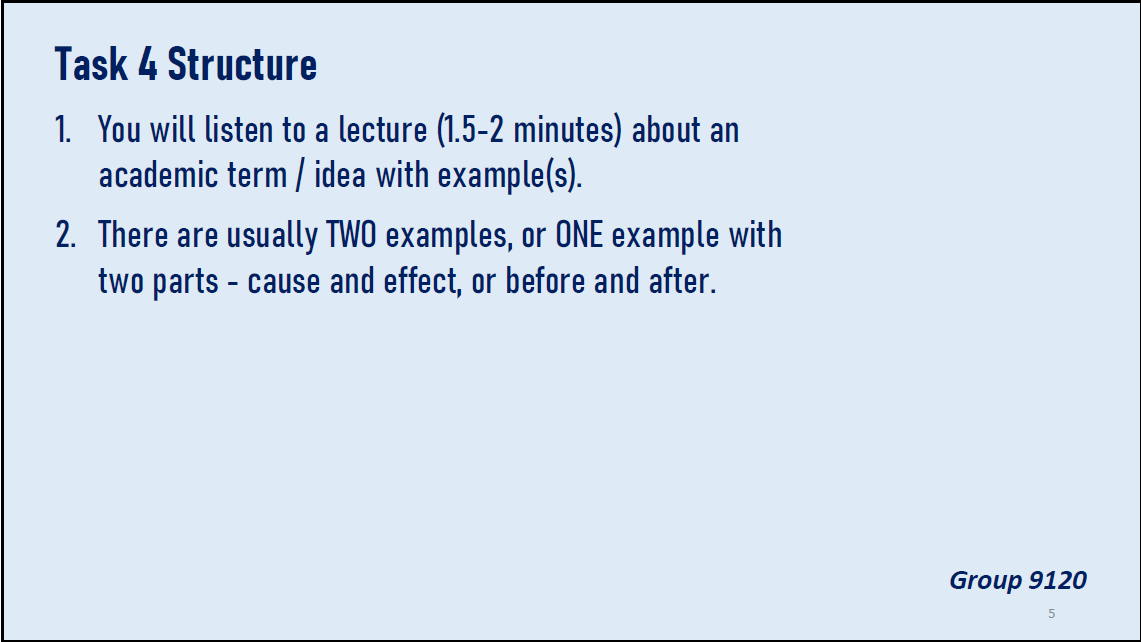 Task 4 Structure
1. You will listen to a lecture (1.5-2 minutes) about an
academic term / idea with example(s).
2. There are usually TWO examples, or ONE example with
two parts - cause and effect, or before and after.
Group 9120
5